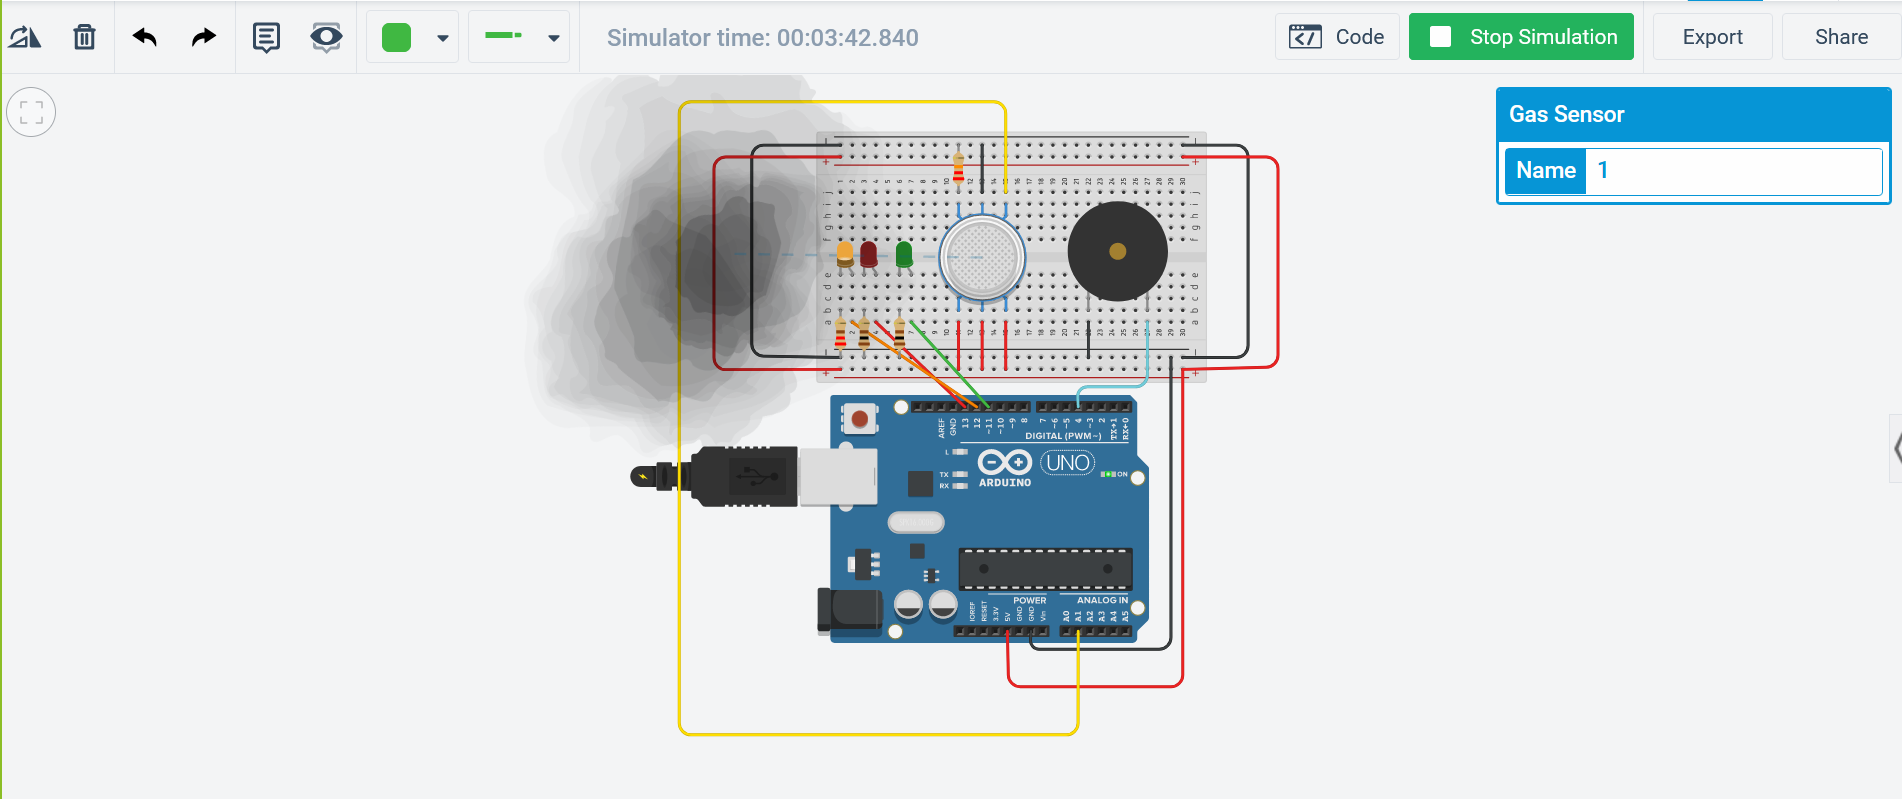 Simulator time: 00:03:42.840
Code
Stop Simulation
Export
Share
Gas Sensor
Name 1
AREF GND 13 12 ~11 ~10 ~9 8 7 ~6 ~5 4 ~3 2 TX→1 RX←0
DIGITAL (PWM~)
L
TX
RX
ARDUINO
UNO
ON
POWER
ANALOG IN
IOREF RESET 3.3V 5V GND GND Vin A0 A1 A2 A3 A4 A5